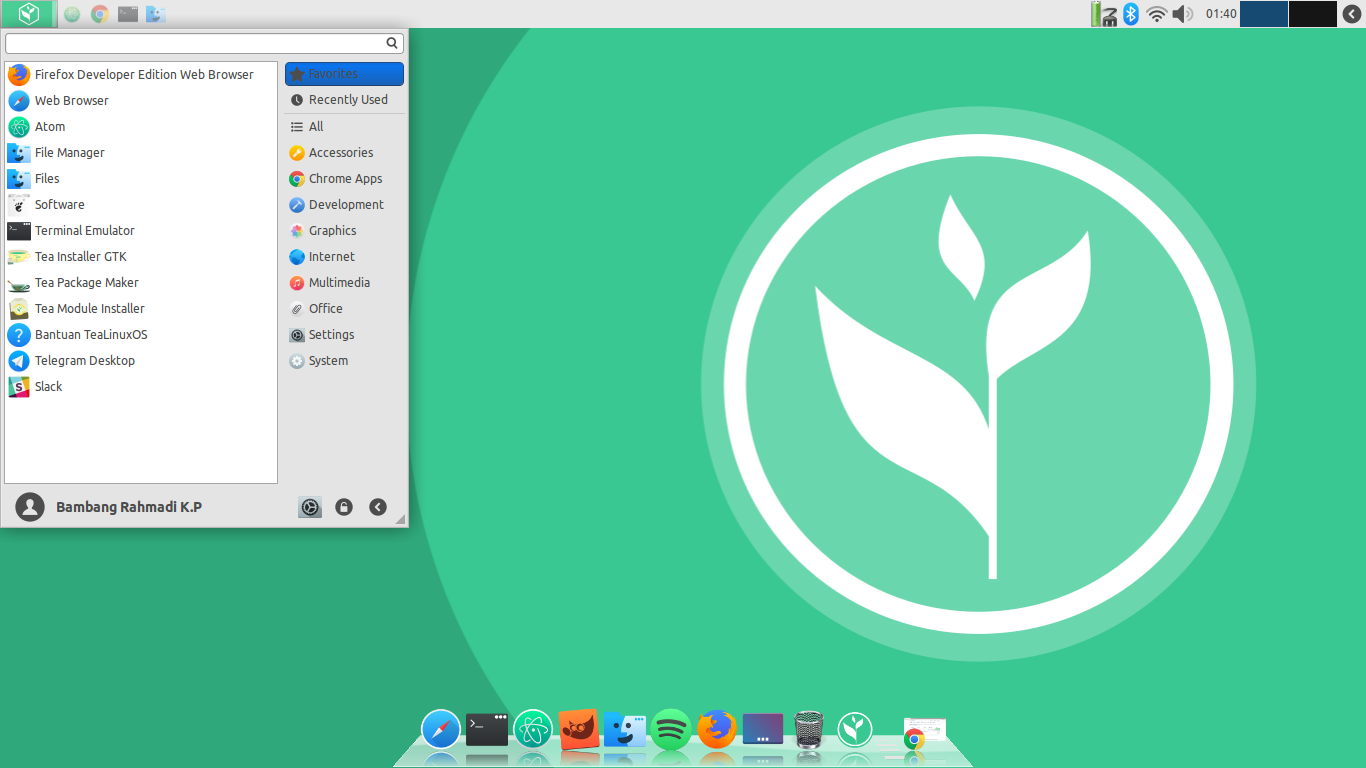 01:40
Firefox Developer Edition Web Browser
Web Browser
Atom
File Manager
Files
Software
Terminal Emulator
Tea Installer GTK
Tea Package Maker
Tea Module Installer
Bantuan TeaLinuxOS
Telegram Desktop
Slack
Favorites
Recently Used
All
Accessories
Chrome Apps
Development
Graphics
Internet
Multimedia
Office
Settings
System
Bambang Rahmadi K.P